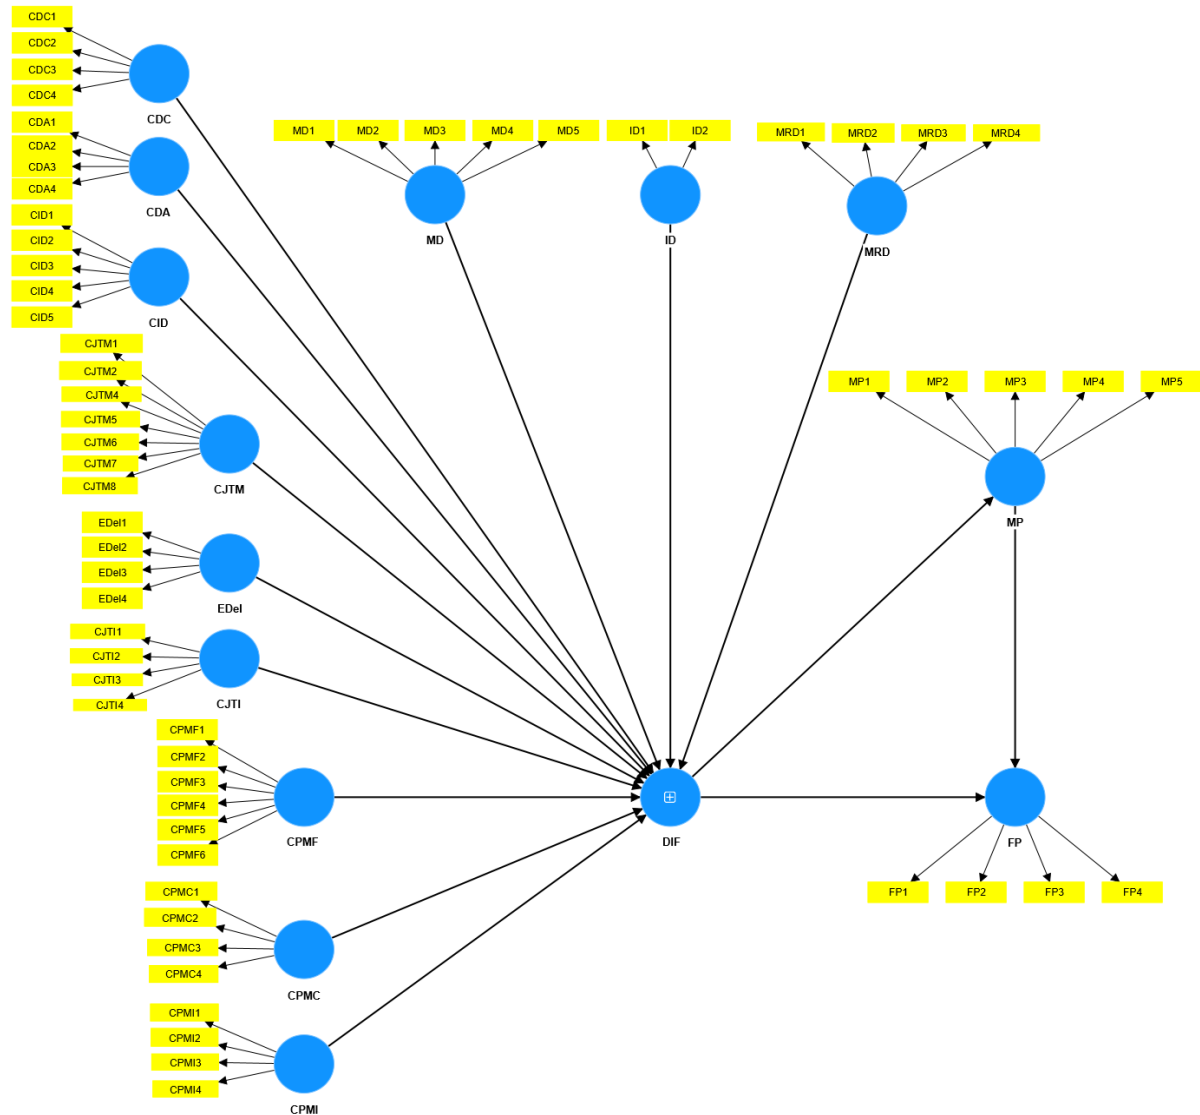 CDC1
CDC2
CDC3
CDC4
CDC
CDA1
CDA2
CDA3
CDA4
CDA
CID1
CID2
CID3
CID4
CID5
CID
MD1
MD2
MD3
MD4
MD5
MD
ID1
ID2
ID
MRD1
MRD2
MRD3
MRD4
MRD
CJTM1
CJTM2
CJTM4
CJTM5
CJTM6
CJTM7
CJTM8
CJTM
MP1
MP2
MP3
MP4
MP5
MP
EDel1
EDel2
EDel3
EDel4
EDel
CJTI1
CJTI2
CJTI3
CJTI4
CJTI
CPMF1
CPMF2
CPMF3
CPMF4
CPMF5
CPMF6
CPMF
DIF
FP
FP1
FP2
FP3
FP4
CPMC1
CPMC2
CPMC3
CPMC4
CPMC
CPMI1
CPMI2
CPMI3
CPMI4
CPMI